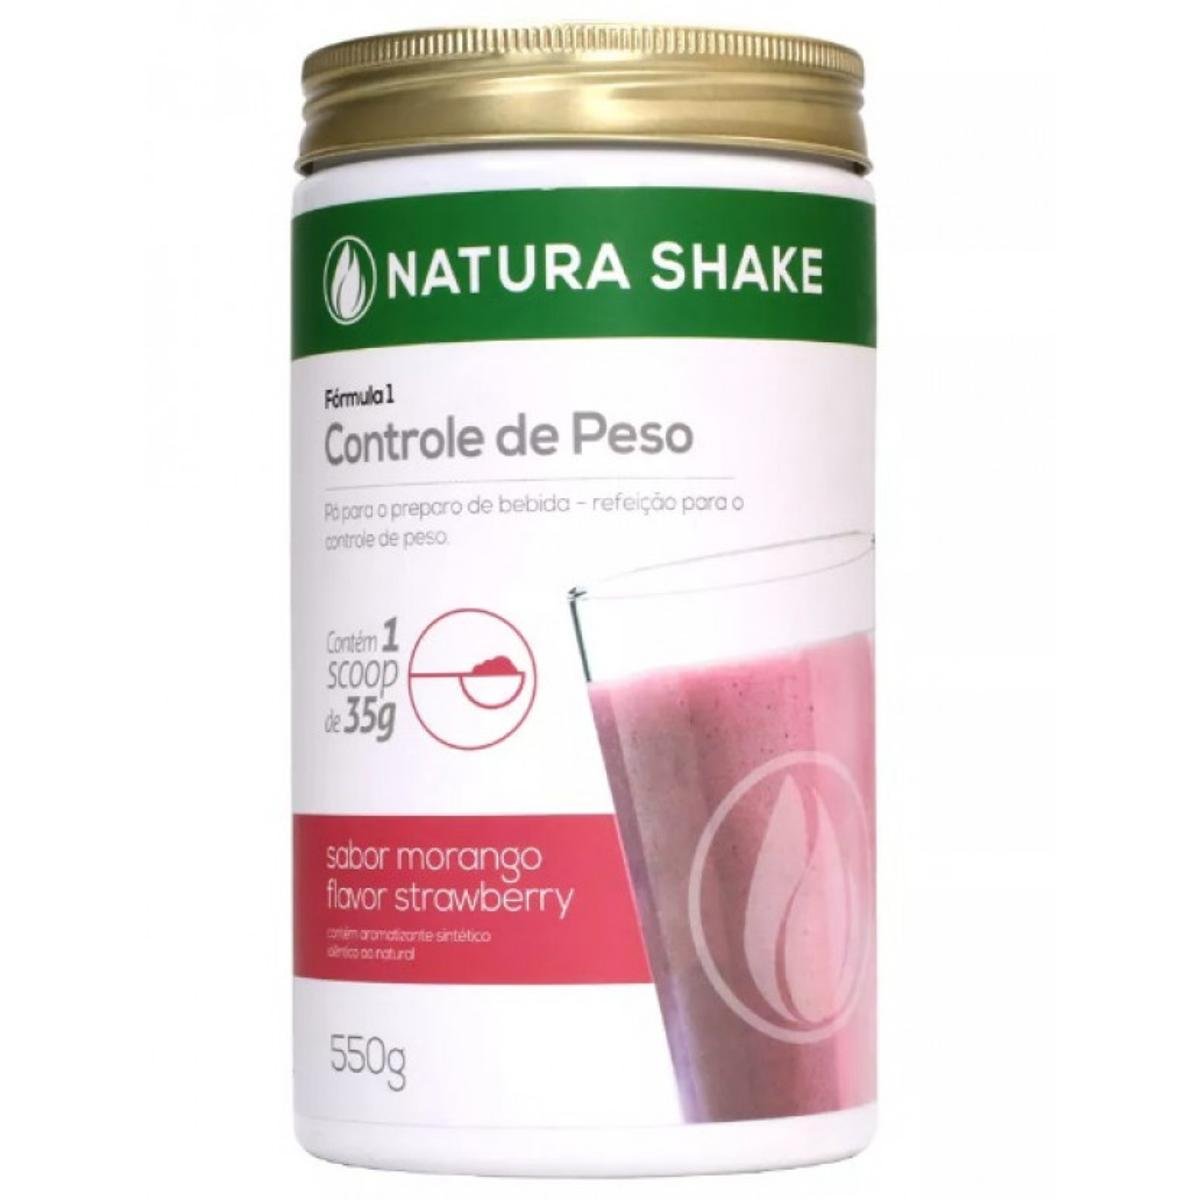 NATURA SHAKE
Fórmula 1
Controle de Peso
Pó para o preparo de bebida - refeição para o
controle de peso.
Contém 1
scoop
de 35g
sabor morango
flavor strawberry
contém aromatizante sintético
idêntico ao natural
550g